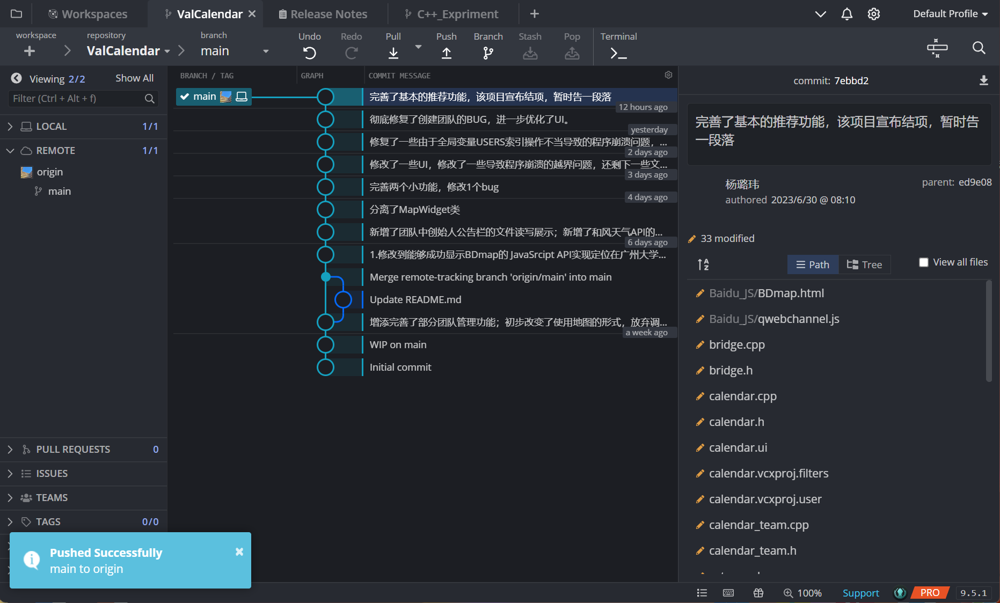 Workspaces
ValCalendar
Release Notes
C++_Expriment
Default Profile
workspace
repository
ValCalendar
branch
main
Undo
Redo
Pull
Push
Branch
Stash
Pop
Terminal
Viewing 2/2
Show All
Filter (Ctrl + Alt + f)
LOCAL 1/1
REMOTE 1/1
origin
main
PULL REQUESTS 0
ISSUES
TEAMS
TAGS 0/0
Pushed Successfully
main to origin
BRANCH / TAG
GRAPH
COMMIT MESSAGE
main
完善了基本的推荐功能，该项目宣布结项，暂时告一段落
12 hours ago
彻底修复了创建团队的BUG，进一步优化了UI。
yesterday
修复了一些由于全局变量USERS索引操作不当导致的程序崩溃问题，...
2 days ago
修改了一些UI，修改了一些导致程序崩溃的越界问题，还剩下一些文...
3 days ago
完善两个小功能，修改1个bug
4 days ago
分离了MapWidget类
新增了团队中创始人公告栏的文件读写展示；新增了和风天气API的...
6 days ago
1.修改到能够成功显示BDmap的 JavaSrcipt API实现定位在广州大学...
Merge remote-tracking branch 'origin/main' into main
Update README.md
增添完善了部分团队管理功能；初步改变了使用地图的形式，放弃调...
a week ago
WIP on main
Initial commit
commit: 7ebbd2
完善了基本的推荐功能，该项目宣布结项，暂时告
一段落
杨璐玮
authored 2023/6/30 @ 08:10
parent: ed9e08
33 modified
Path
Tree
View all files
Baidu_JS/BDmap.html
Baidu_JS/qwebchannel.js
bridge.cpp
bridge.h
calendar.cpp
calendar.h
calendar.ui
calendar.vcxproj.filters
calendar.vcxproj.user
calendar_team.cpp
calendar_team.h
100%
Support
PRO
9.5.1